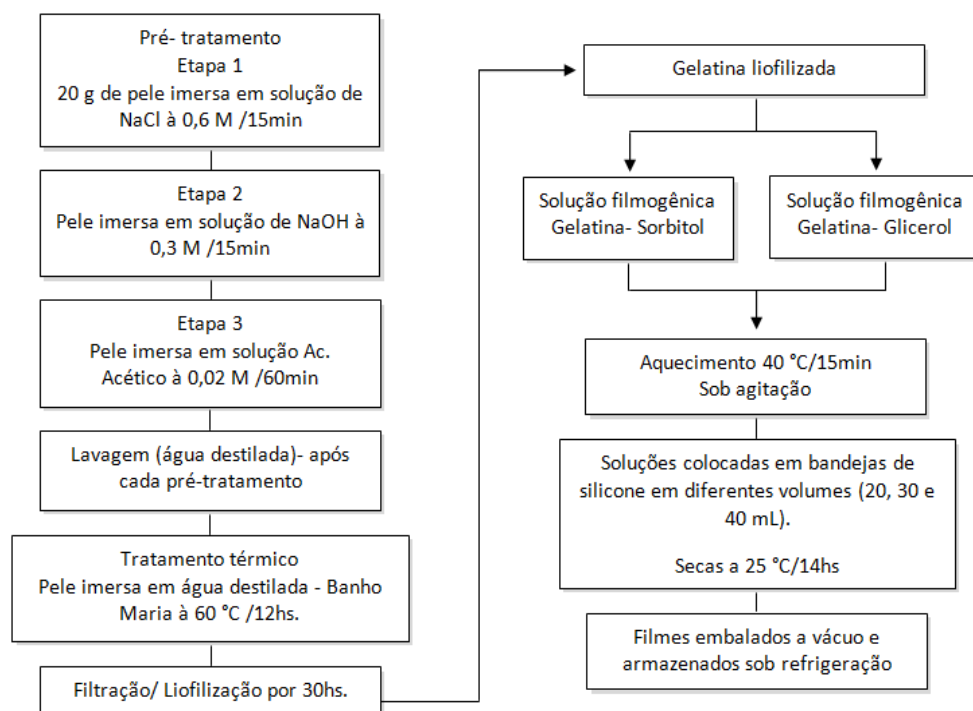 Pré- tratamento
Etapa 1
20 g de pele imersa em solução de
NaCl à 0,6 M /15min
Etapa 2
Pele imersa em solução de NaOH à
0,3 M /15min
Etapa 3
Pele imersa em solução Ac.
Acético à 0,02 M /60min
Lavagem (água destilada)- após
cada pré-tratamento
Tratamento térmico
Pele imersa em água destilada - Banho
Maria à 60 °C /12hs.
Filtração/ Liofilização por 30hs.
Gelatina liofilizada
Solução filmogênica
Gelatina- Sorbitol
Solução filmogênica
Gelatina- Glicerol
Aquecimento 40 °C/15min
Sob agitação
Soluções colocadas em bandejas de
silicone em diferentes volumes (20, 30 e
40 mL).
Secas a 25 °C/14hs
Filmes embalados a vácuo e
armazenados sob refrigeração